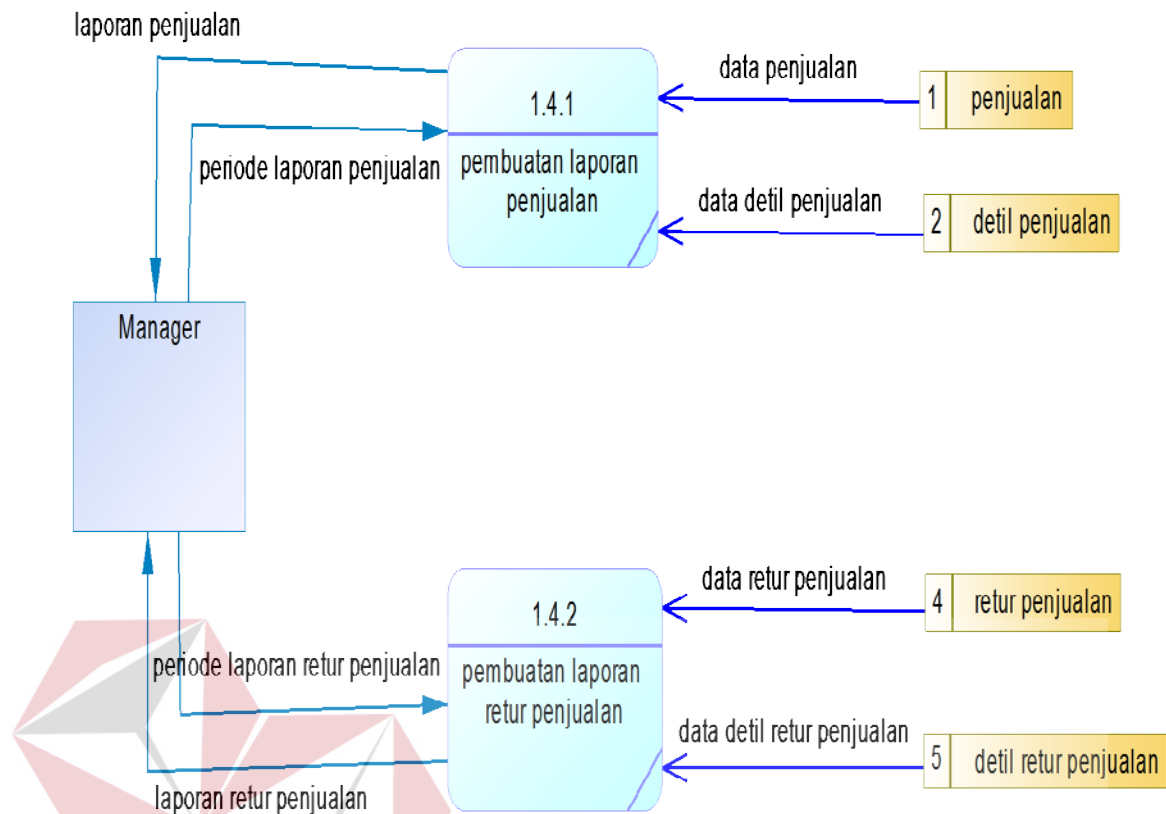 laporan penjualan
data penjualan
1 penjualan
1.4.1
periode laporan penjualan
pembuatan laporan
penjualan
data detil penjualan
2 detil penjualan
Manager
data retur penjualan
4 retur penjualan
1.4.2
periode laporan retur penjualan
pembuatan laporan
retur penjualan
data detil retur penjualan
5 detil retur penjualan
laporan retur penjualan